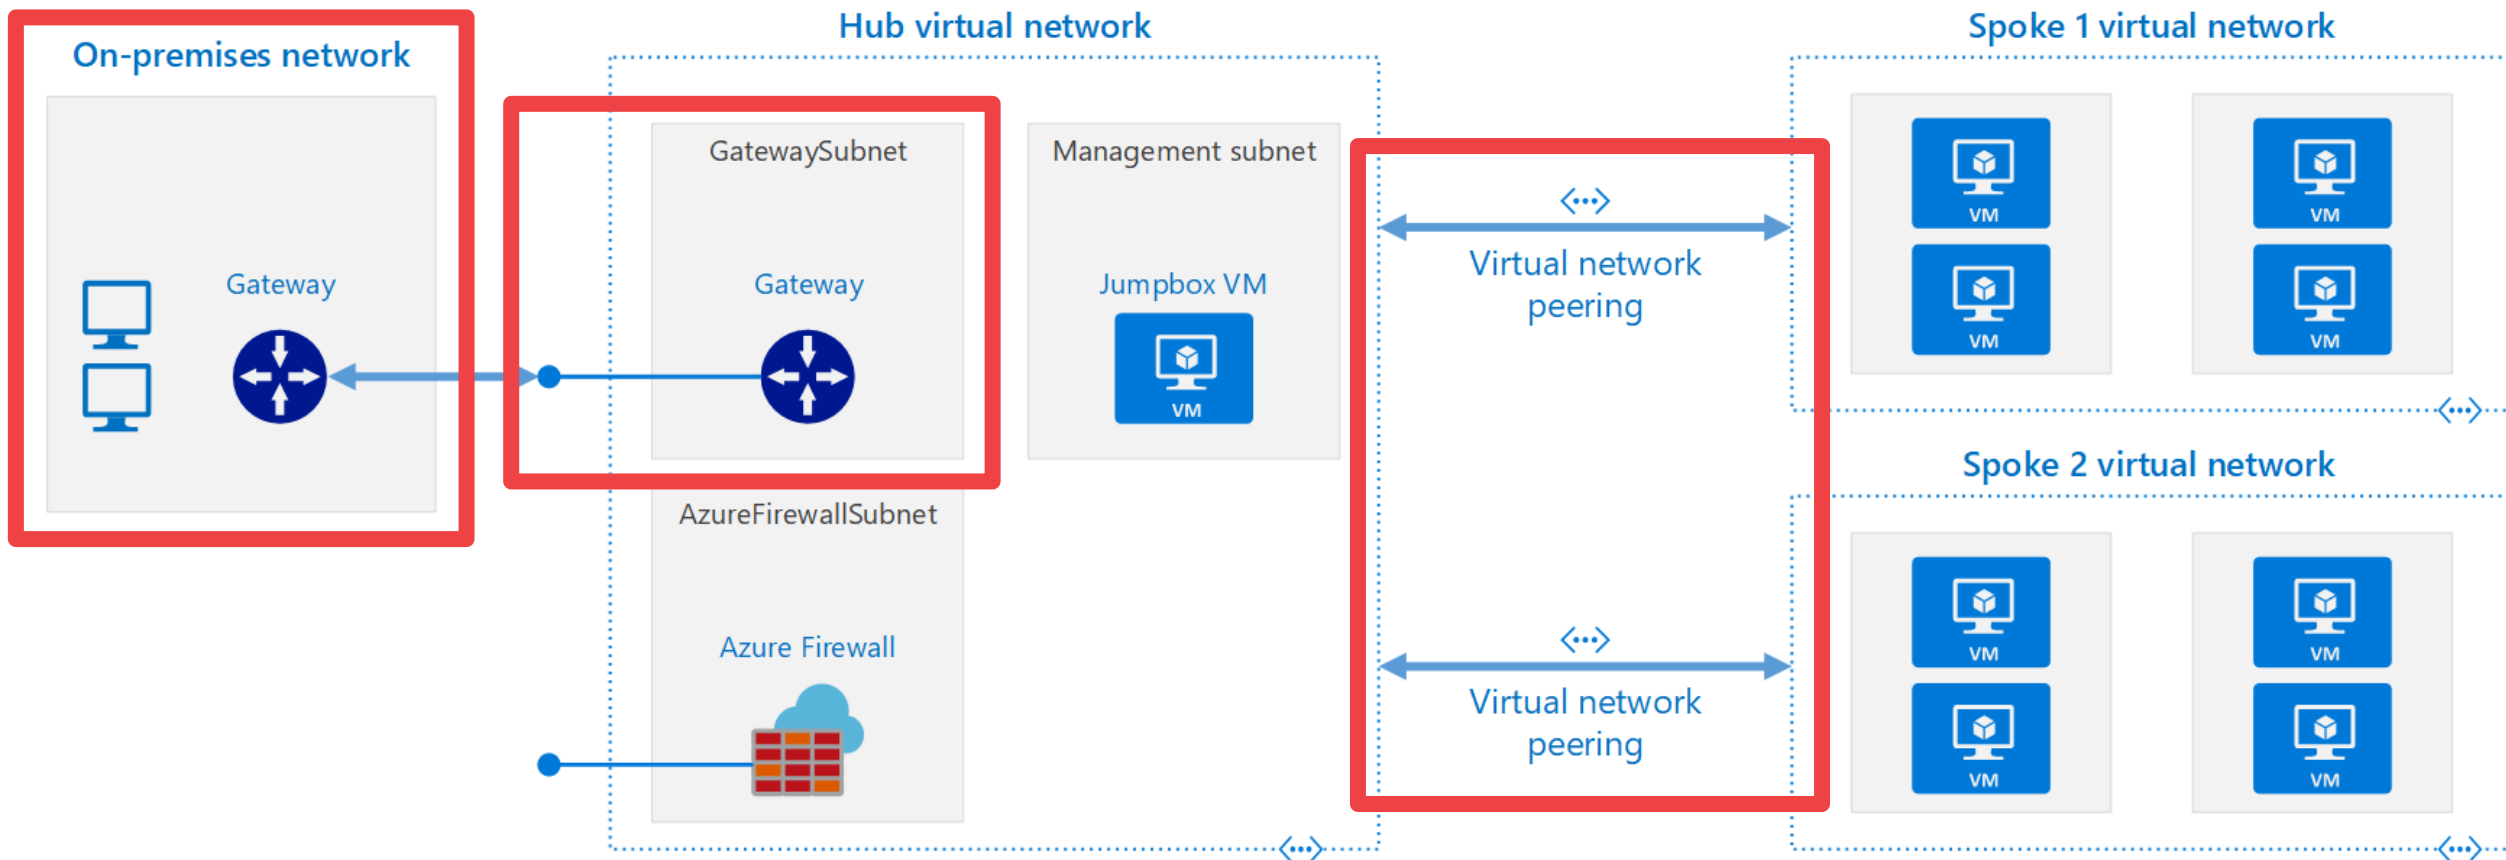 On-premises network
Gateway
Hub virtual network
GatewaySubnet
Gateway
Management subnet
Jumpbox VM
VM
AzureFirewallSubnet
Azure Firewall
Virtual network
peering
Virtual network
peering
Spoke 1 virtual network
VM
VM
VM
VM
Spoke 2 virtual network
VM
VM
VM
VM